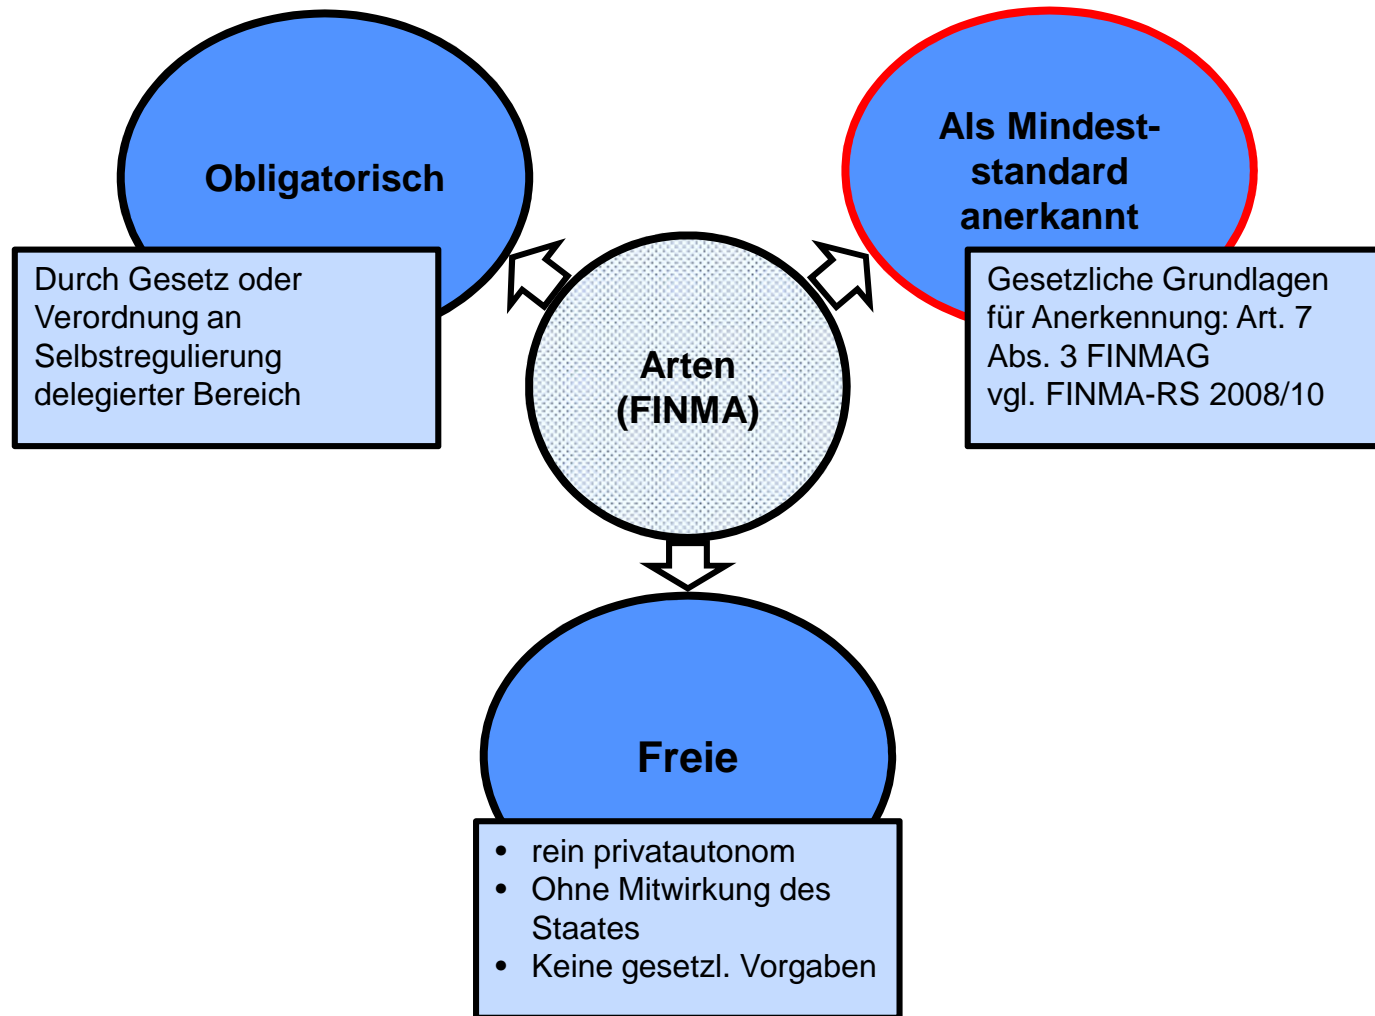 Obligatorisch
Durch Gesetz oder
Verordnung an
Selbstregulierung
delegierter Bereich
Als Mindest-
standard
anerkannt
Gesetzliche Grundlagen
für Anerkennung: Art. 7
Abs. 3 FINMAG
vgl. FINMA-RS 2008/10
Arten
(FINMA)
Freie
• rein privatautonom
• Ohne Mitwirkung des
Staates
• Keine gesetzl. Vorgaben